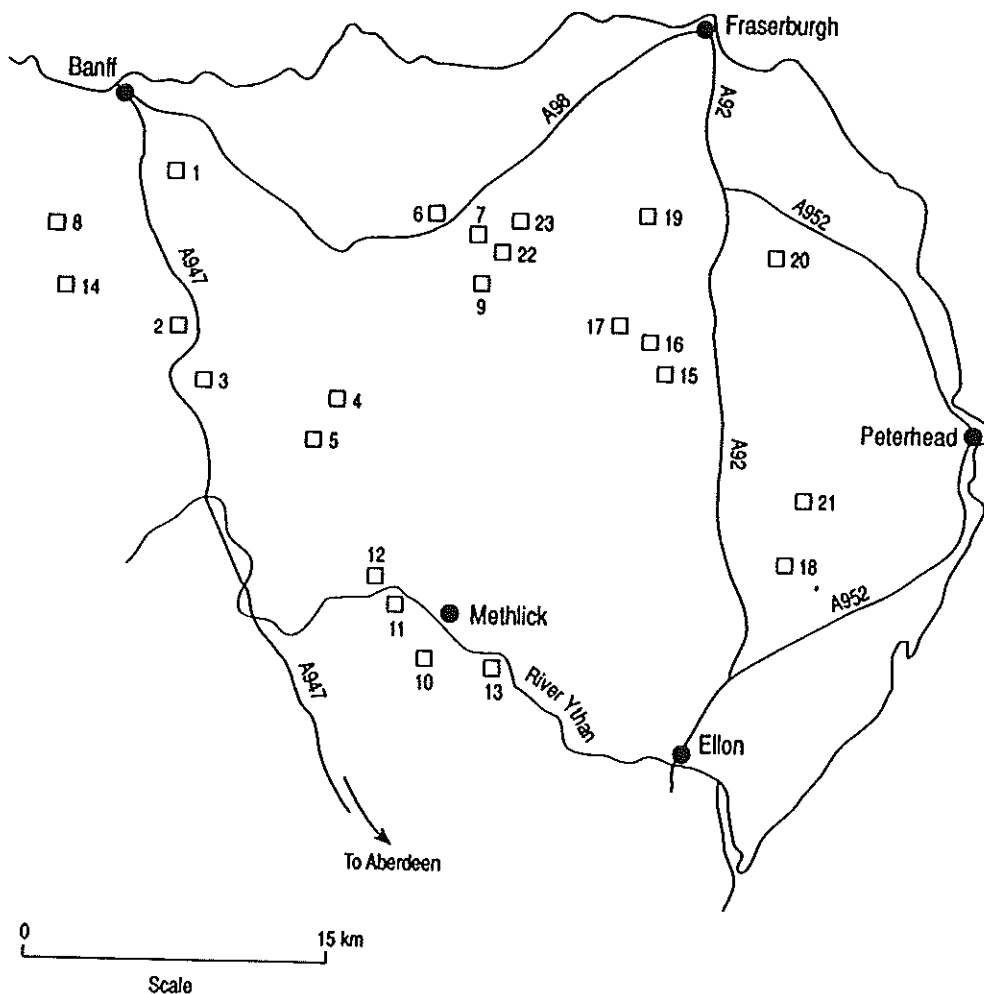 Fraserburgh
Banff
A98
A92
1
6
7
23
19
A952
8
22
20
A947
14
9
2
17
16
3
15
4
5
Peterhead
A92
21
12
18
A952
Methlick
11
10
13
River Ythan
A947
Ellon
To Aberdeen
0 15 km
Scale